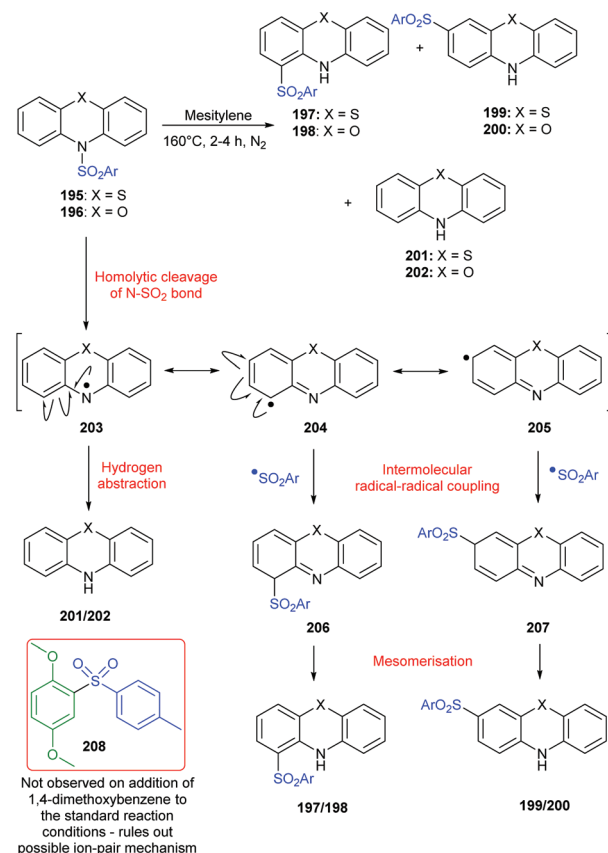 ArO2S
X
X
+
N
H
N
H
SO2Ar
197: X = S
198: X = O
199: X = S
200: X = O
X
N
SO2Ar
195: X = S
196: X = O
Mesitylene
160°C, 2-4 h, N2
+
X
N
H
201: X = S
202: X = O
Homolytic cleavage
of N-SO2 bond
X
N
203
X
N
204
X
N
205
Hydrogen
abstraction
•SO2Ar
Intermolecular
radical-radical coupling
•SO2Ar
X
N
H
201/202
X
N
SO2Ar
206
ArO2S
X
N
207
Mesomerisation
O
O
O
S
O
208
Not observed on addition of
1,4-dimethoxybenzene to
the standard reaction
conditions - rules out
possible ion-pair mechanism
X
N
H
SO2Ar
197/198
ArO2S
X
N
H
199/200